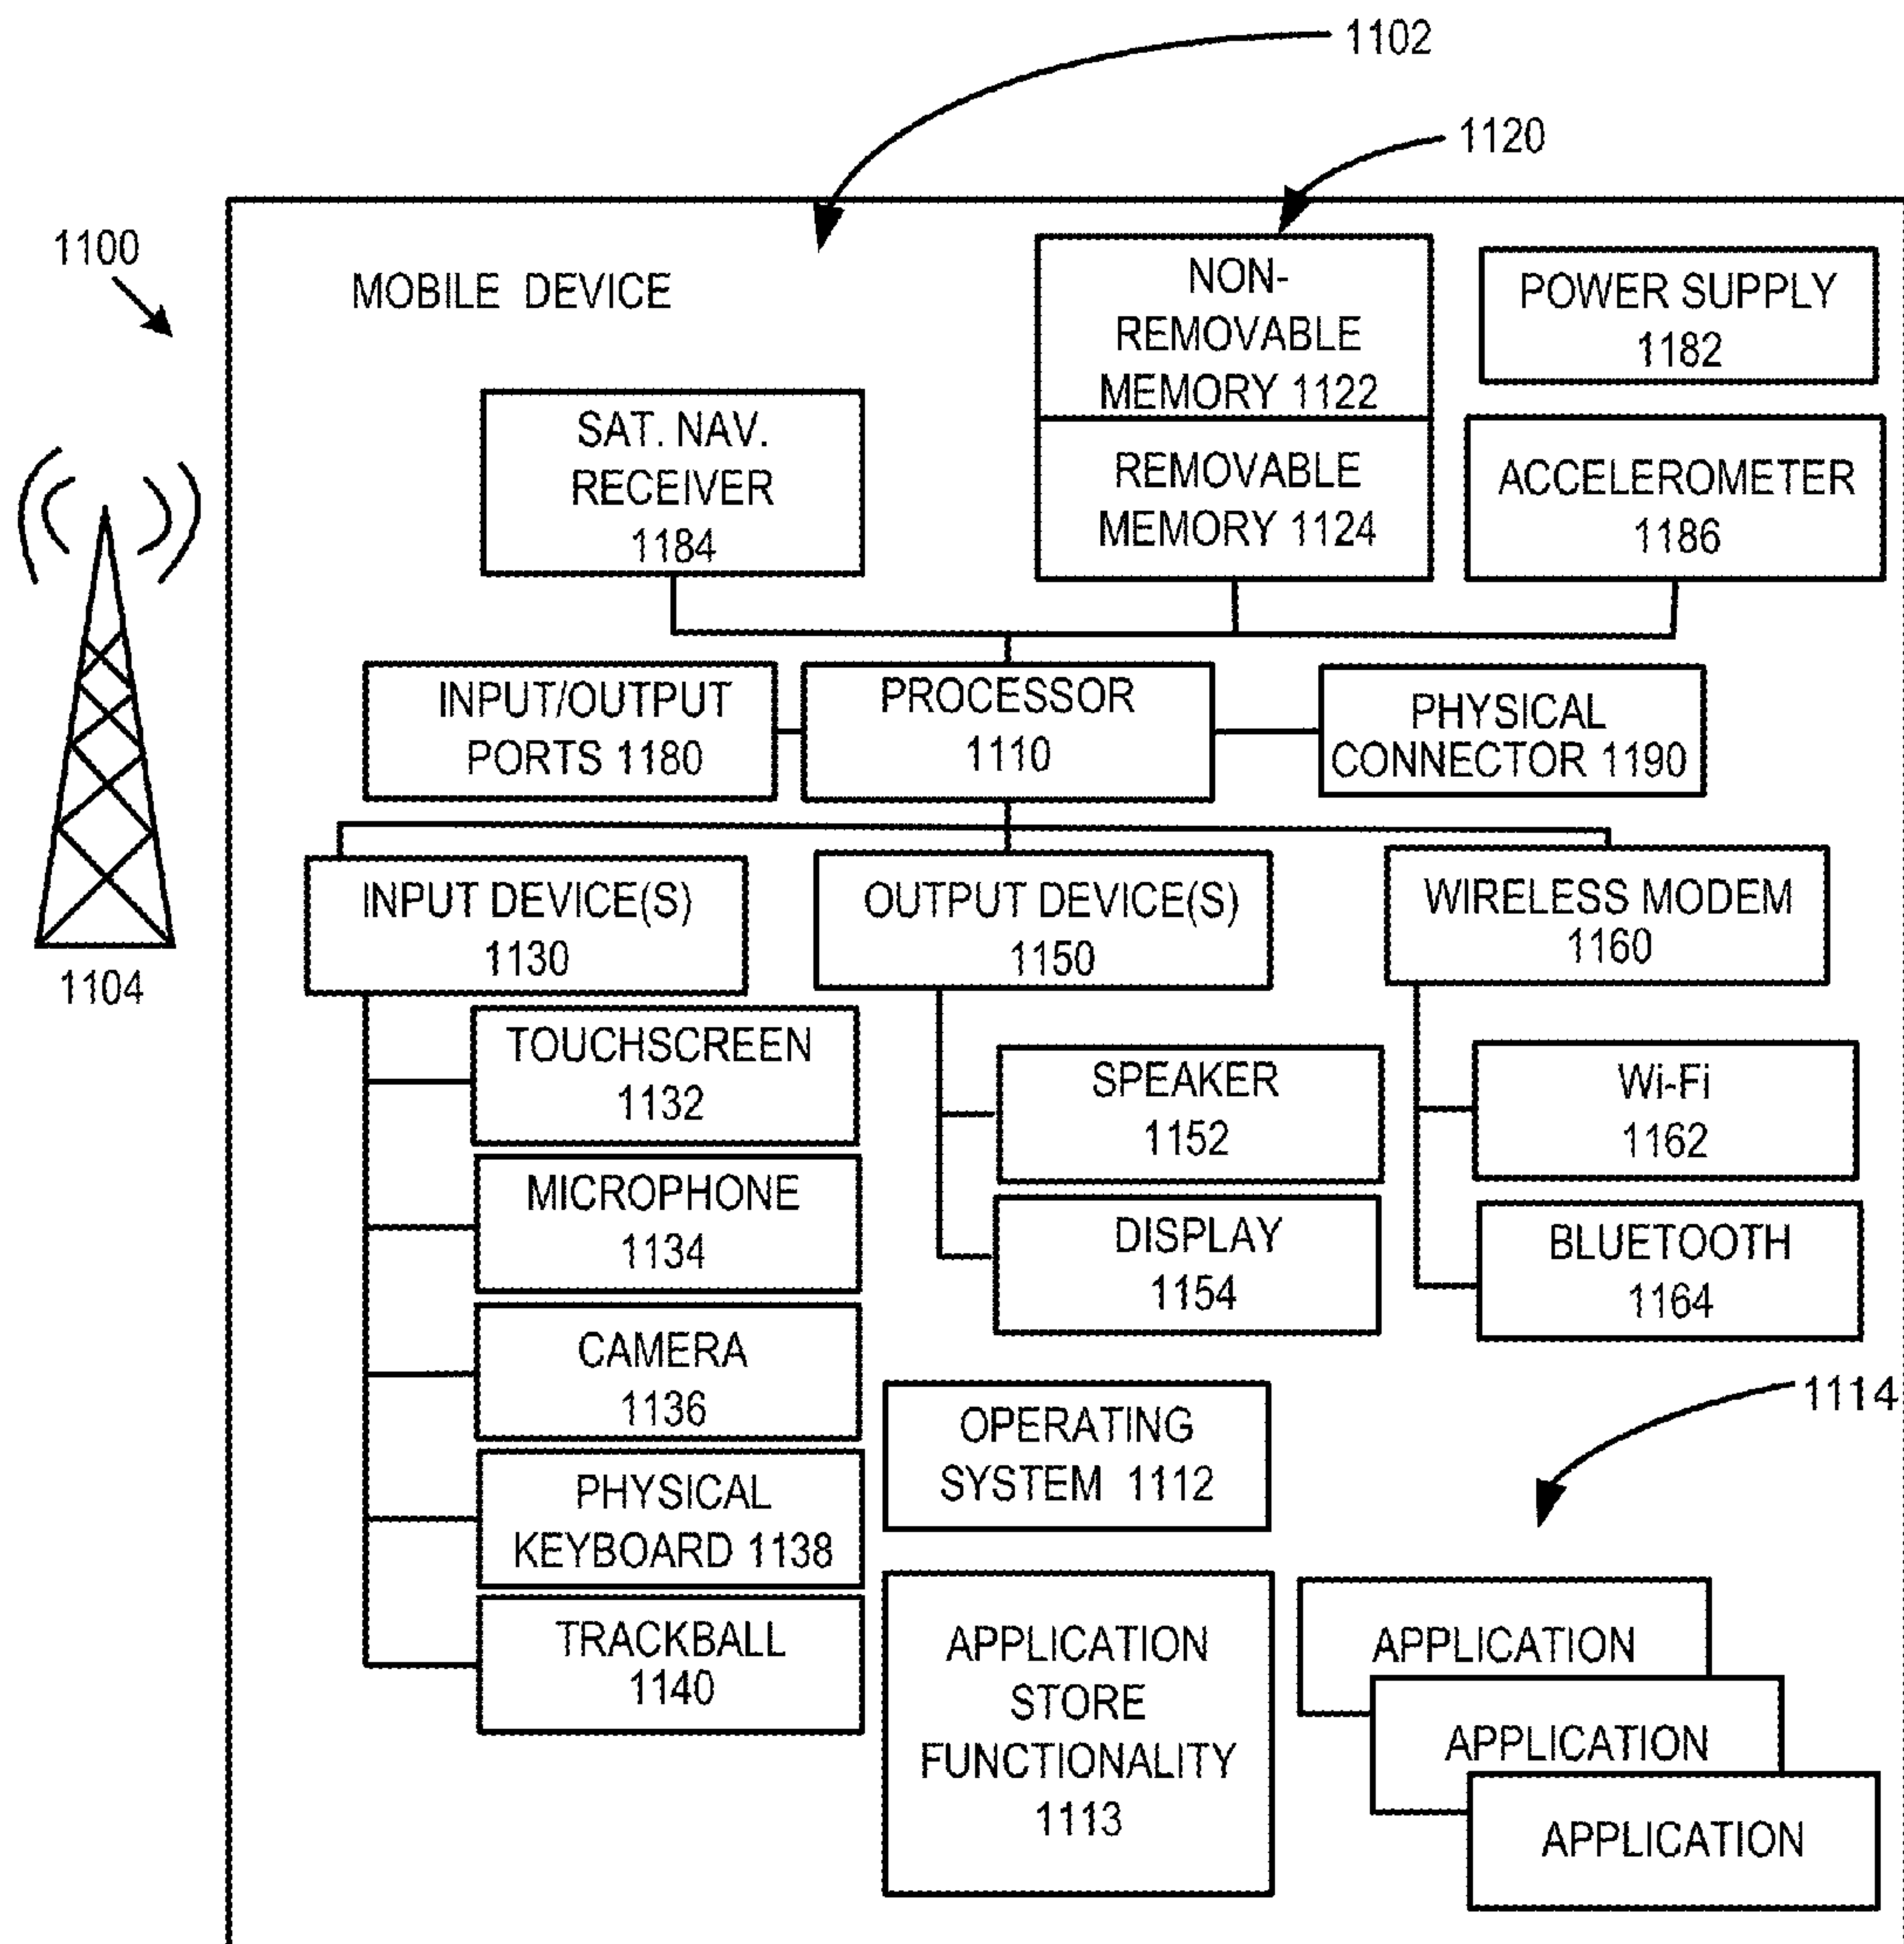 1102
1120
1100
MOBILE DEVICE
NON-
REMOVABLE
MEMORY 1122
POWER SUPPLY
1182
SAT. NAV.
RECEIVER
1184
REMOVABLE
MEMORY 1124
ACCELEROMETER
1186
INPUT/OUTPUT
PORTS 1180
PROCESSOR
1110
PHYSICAL
CONNECTOR 1190
1104
INPUT DEVICE(S)
1130
OUTPUT DEVICE(S)
1150
WIRELESS MODEM
1160
TOUCHSCREEN
1132
MICROPHONE
1134
CAMERA
1136
PHYSICAL
KEYBOARD 1138
TRACKBALL
1140
SPEAKER
1152
DISPLAY
1154
Wi-Fi
1162
BLUETOOTH
1164
OPERATING
SYSTEM 1112
APPLICATION
STORE
FUNCTIONALITY
1113
1114
APPLICATION
APPLICATION
APPLICATION